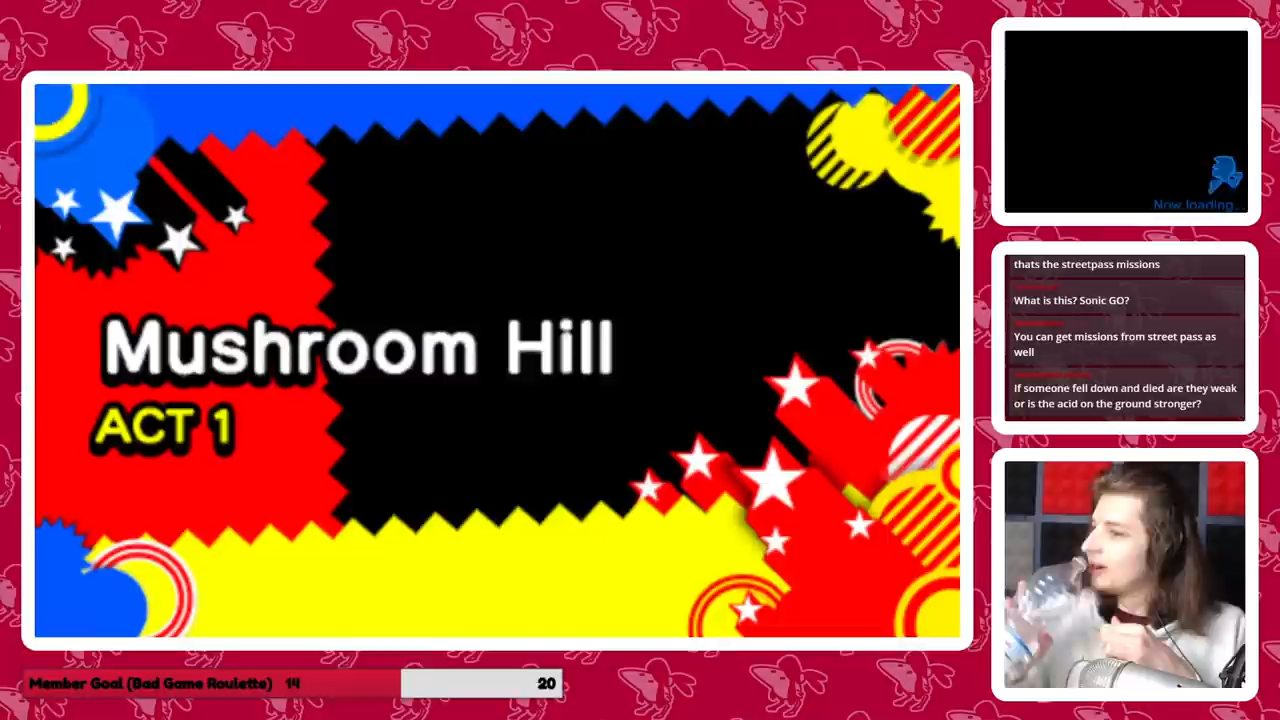 Mushroom Hill
ACT 1
Now loading...
thats the streetpass missions
What is this? Sonic GO?
You can get missions from street pass as
well
If someone fell down and died are they weak
or is the acid on the ground stronger?
Member Goal (Bad Game Roulette) 14
20